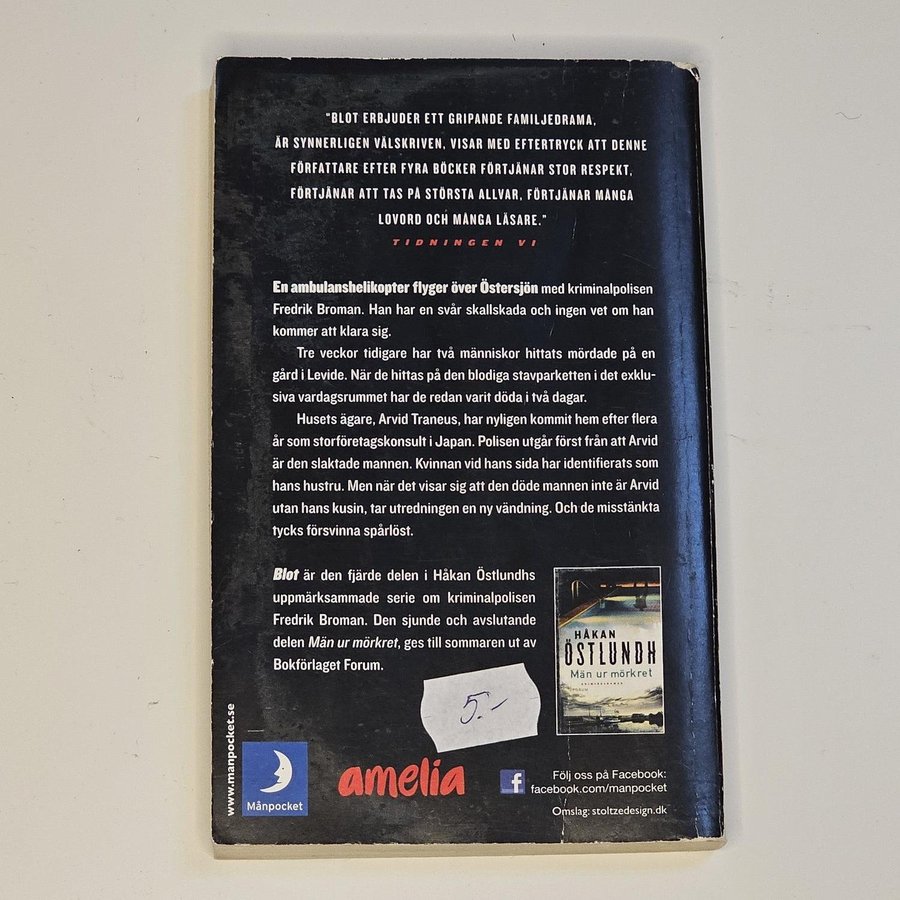 "BLOT ERBJUDER ETT GRIPANDE FAMILJEDRAMA,
ÄR SYNNERLIGEN VÄLSKRIVEN, VISAR MED EFTERTRYCK ATT DENNE
FÖRFATTARE EFTER FYRA BÖCKER FÖRTJÄNAR STOR RESPEKT,
FÖRTJÄNAR ATT TAS PÅ STÖRSTA ALLVAR, FÖRTJÄNAR MÅNGA
LOVORD OCH MÅNGA LÄSARE."
TIDNINGEN VI
En ambulanshelikopter flyger över Östersjön med kriminalpolisen
Fredrik Broman. Han har en svår skallskada och ingen vet om han
kommer att klara sig.
Tre veckor tidigare har två människor hittats mördade på en
gård i Levide. När de hittas på den blodiga stavparketten i det exklu-
siva vardagsrummet har de redan varit döda i två dagar.
Husets ägare, Arvid Traneus, har nyligen kommit hem efter flera
år som storföretagskonsult i Japan. Polisen utgår först från att Arvid
är den slaktade mannen. Kvinnan vid hans sida har identifierats som
hans hustru. Men när det visar sig att den döde mannen inte är Arvid
utan hans kusin, tar utredningen en ny vändning. Och de misstänkta
tycks försvinna spårlöst.
Blot är den fjärde delen i Håkan Östlundhs
uppmärksammade serie om kriminalpolisen
Fredrik Broman. Den sjunde och avslutande
delen Män ur mörkret, ges till sommaren ut av
Bokförlaget Forum.
HÅKAN
ÖSTLUNDH
Män ur mörkret
5.-
www.manpocket.se
Månpocket
amelia
f
Följ oss på Facebook:
facebook.com/manpocket
Omslag: stoltzedesign.dk